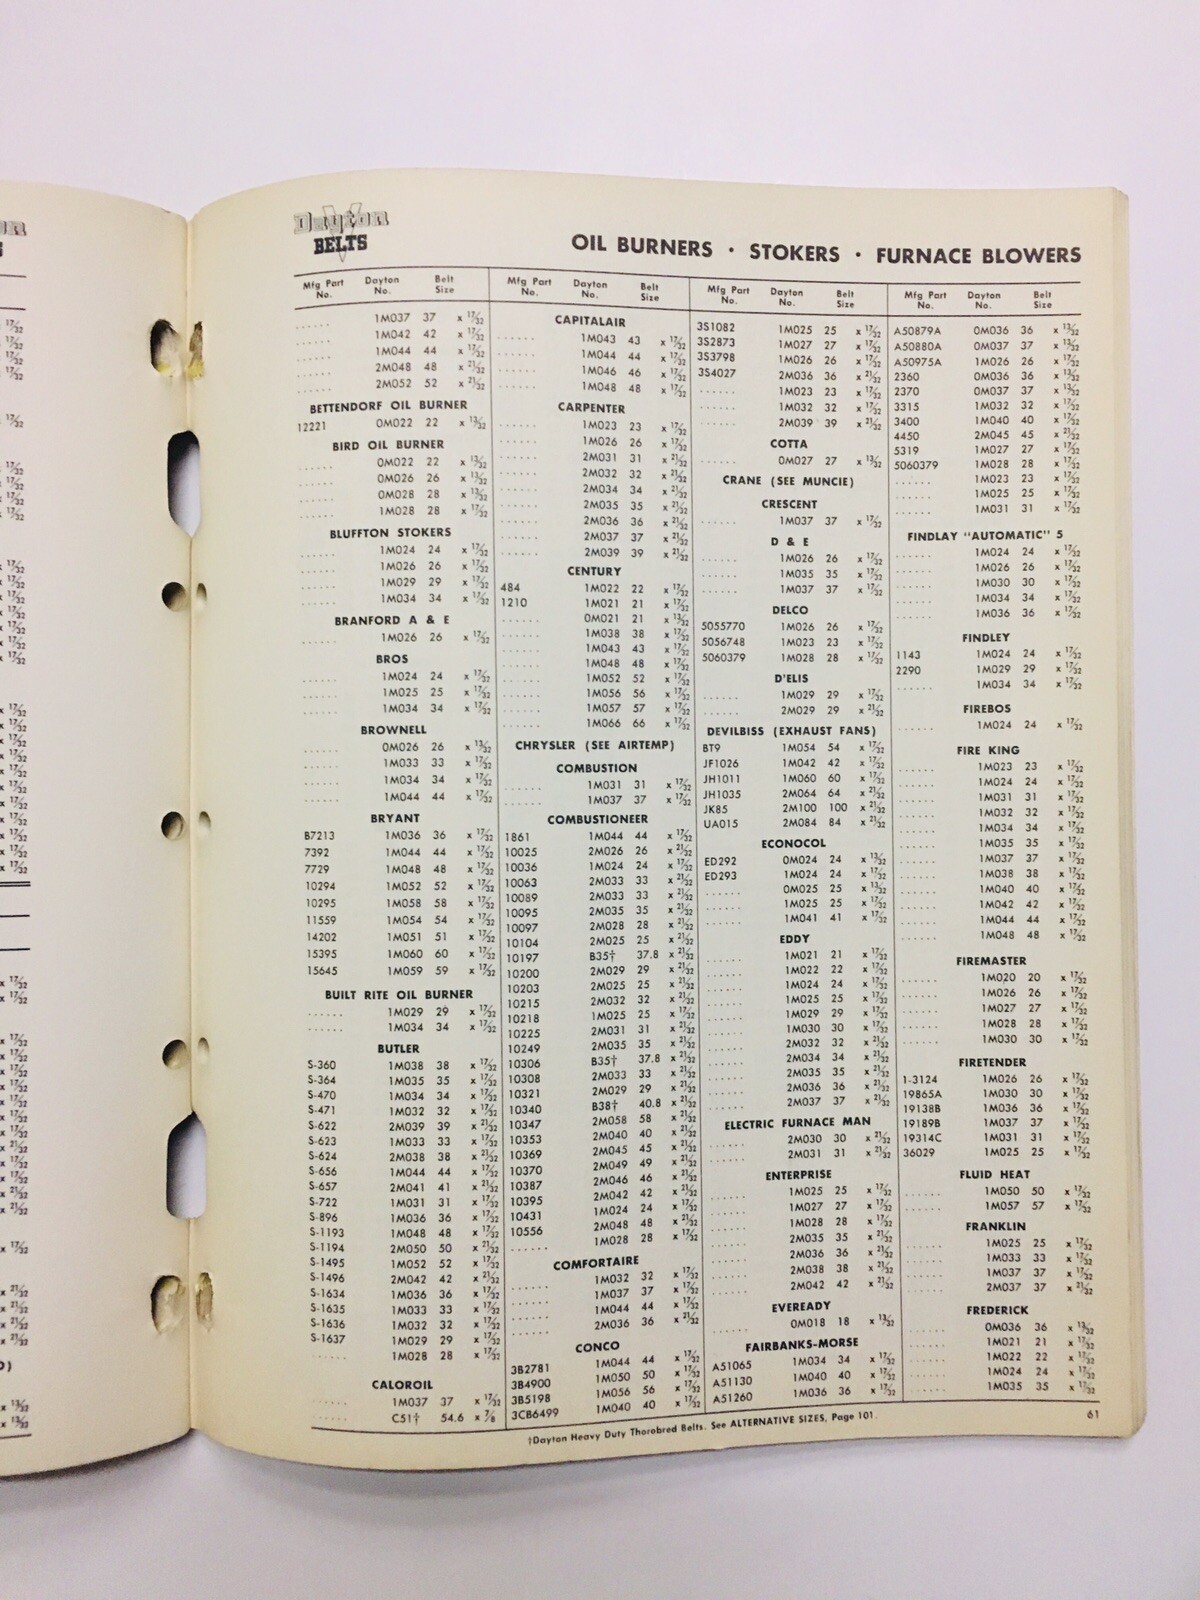 Dayton
BELTS
OIL BURNERS · STOKERS · FURNACE BLOWERS
Mfg Part No. Dayton No. Belt Size
...... 1M037 37 x 17/32
...... 1M042 42 x 17/32
...... 1M044 44 x 17/32
...... 2M048 48 x 21/32
...... 2M052 52 x 21/32
BETTENDORF OIL BURNER
12221 0M022 22 x 13/32
BIRD OIL BURNER
...... 0M022 22 x 13/32
...... 0M026 26 x 13/32
...... 0M028 28 x 13/32
...... 1M028 28 x 17/32
BLUFFTON STOKERS
...... 1M024 24 x 17/32
...... 1M026 26 x 17/32
...... 1M029 29 x 17/32
...... 1M034 34 x 17/32
BRANFORD A & E
...... 1M026 26 x 17/32
BROS
...... 1M024 24 x 17/32
...... 1M025 25 x 17/32
...... 1M034 34 x 17/32
BROWNELL
...... 0M026 26 x 13/32
...... 1M033 33 x 17/32
...... 1M034 34 x 17/32
...... 1M044 44 x 17/32
BRYANT
B7213 1M036 36 x 17/32
7392 1M044 44 x 17/32
7729 1M048 48 x 17/32
10294 1M052 52 x 17/32
10295 1M058 58 x 17/32
11559 1M054 54 x 17/32
14202 1M051 51 x 17/32
15395 1M060 60 x 17/32
15645 1M059 59 x 17/32
BUILT RITE OIL BURNER
...... 1M029 29 x 17/32
...... 1M034 34 x 17/32
BUTLER
S-360 1M038 38 x 17/32
S-364 1M035 35 x 17/32
S-470 1M034 34 x 17/32
S-471 1M032 32 x 17/32
S-622 2M039 39 x 21/32
S-623 1M033 33 x 17/32
S-624 2M038 38 x 21/32
S-656 1M044 44 x 17/32
S-657 2M041 41 x 21/32
S-722 1M031 31 x 17/32
S-896 1M036 36 x 17/32
S-1193 1M048 48 x 17/32
S-1194 2M050 50 x 21/32
S-1495 1M052 52 x 17/32
S-1496 2M042 42 x 21/32
S-1634 1M036 36 x 17/32
S-1635 1M033 33 x 17/32
S-1636 1M032 32 x 17/32
S-1637 1M029 29 x 17/32
...... 1M028 28 x 17/32
CALOROIL
...... 1M037 37 x 17/32
...... C51† 54.6 x 7/8
Mfg Part No. Dayton No. Belt Size
CAPITALAIR
...... 1M043 43 x 17/32
...... 1M044 44 x 17/32
...... 1M046 46 x 17/32
...... 1M048 48 x 17/32
CARPENTER
...... 1M023 23 x 17/32
...... 1M026 26 x 17/32
...... 2M031 31 x 21/32
...... 2M032 32 x 21/32
...... 2M034 34 x 21/32
...... 2M035 35 x 21/32
...... 2M036 36 x 21/32
...... 2M037 37 x 21/32
...... 2M039 39 x 21/32
CENTURY
484 1M022 22 x 17/32
1210 1M021 21 x 17/32
...... 0M021 21 x 13/32
...... 1M038 38 x 17/32
...... 1M043 43 x 17/32
...... 1M048 48 x 17/32
...... 1M052 52 x 17/32
...... 1M056 56 x 17/32
...... 1M057 57 x 17/32
...... 1M066 66 x 17/32
CHRYSLER (SEE AIRTEMP)
COMBUSTION
...... 1M031 31 x 17/32
...... 1M037 37 x 17/32
COMBUSTIONEER
1861 1M044 44 x 17/32
10025 2M026 26 x 21/32
10036 1M024 24 x 17/32
10063 2M033 33 x 21/32
10089 2M033 33 x 21/32
10095 2M035 35 x 21/32
10097 2M028 28 x 21/32
10104 2M025 25 x 21/32
10197 B35† 37.8 x 21/32
10200 2M029 29 x 21/32
10203 2M025 25 x 21/32
10215 2M032 32 x 21/32
10218 1M025 25 x 17/32
10225 2M031 31 x 21/32
10249 2M035 35 x 21/32
10306 B35† 37.8 x 21/32
10308 2M033 33 x 21/32
10321 2M029 29 x 21/32
10340 B38† 40.8 x 21/32
10347 2M058 58 x 21/32
10353 2M040 40 x 21/32
10369 2M045 45 x 21/32
10370 2M049 49 x 21/32
10387 2M046 46 x 21/32
10395 2M042 42 x 21/32
10431 1M024 24 x 17/32
10556 2M048 48 x 21/32
...... 1M028 28 x 17/32
COMFORTAIRE
...... 1M032 32 x 17/32
...... 1M037 37 x 17/32
...... 1M044 44 x 17/32
...... 2M036 36 x 21/32
CONCO
3B2781 1M044 44 x 17/32
3B4900 1M050 50 x 17/32
3B5198 1M056 56 x 17/32
3CB6499 1M040 40 x 17/32
Mfg Part No. Dayton No. Belt Size
3S1082 1M025 25 x 17/32
3S2873 1M027 27 x 17/32
3S3798 1M026 26 x 17/32
3S4027 2M036 36 x 21/32
...... 1M023 23 x 17/32
...... 1M032 32 x 17/32
...... 2M039 39 x 21/32
COTTA
...... 0M027 27 x 13/32
CRANE (SEE MUNCIE)
CRESCENT
...... 1M037 37 x 17/32
D & E
...... 1M026 26 x 17/32
...... 1M035 35 x 17/32
...... 1M037 37 x 17/32
DELCO
5055770 1M026 26 x 17/32
5056748 1M023 23 x 17/32
5060379 1M028 28 x 17/32
D'ELIS
...... 1M029 29 x 17/32
...... 2M029 29 x 21/32
DEVILBISS (EXHAUST FANS)
BT9 1M054 54 x 17/32
JF1026 1M042 42 x 17/32
JH1011 1M060 60 x 17/32
JH1035 2M064 64 x 21/32
JK85 2M100 100 x 21/32
UA015 2M084 84 x 21/32
ECONOCOL
ED292 0M024 24 x 13/32
ED293 1M024 24 x 17/32
...... 0M025 25 x 13/32
...... 1M025 25 x 17/32
...... 1M041 41 x 17/32
EDDY
...... 1M021 21 x 17/32
...... 1M022 22 x 17/32
...... 1M024 24 x 17/32
...... 1M025 25 x 17/32
...... 1M029 29 x 17/32
...... 1M030 30 x 17/32
...... 2M032 32 x 21/32
...... 2M034 34 x 21/32
...... 2M035 35 x 21/32
...... 2M036 36 x 21/32
...... 2M037 37 x 21/32
ELECTRIC FURNACE MAN
...... 2M030 30 x 21/32
...... 2M031 31 x 21/32
ENTERPRISE
...... 1M025 25 x 17/32
...... 1M027 27 x 17/32
...... 1M028 28 x 17/32
...... 2M035 35 x 21/32
...... 2M036 36 x 21/32
...... 2M038 38 x 21/32
...... 2M042 42 x 21/32
EVEREADY
...... 0M018 18 x 13/32
FAIRBANKS-MORSE
A51065 1M034 34 x 17/32
A51130 1M040 40 x 17/32
A51260 1M036 36 x 17/32
Mfg Part No. Dayton No. Belt Size
A50879A 0M036 36 x 13/32
A50880A 0M037 37 x 13/32
A50975A 1M026 26 x 17/32
2360 0M036 36 x 13/32
2370 0M037 37 x 13/32
3315 1M032 32 x 17/32
3400 1M040 40 x 17/32
4450 2M045 45 x 21/32
5319 1M027 27 x 17/32
5060379 1M028 28 x 17/32
...... 1M023 23 x 17/32
...... 1M025 25 x 17/32
...... 1M031 31 x 17/32
FINDLAY "AUTOMATIC" 5
...... 1M024 24 x 17/32
...... 1M026 26 x 17/32
...... 1M030 30 x 17/32
...... 1M034 34 x 17/32
...... 1M036 36 x 17/32
FINDLEY
1143 1M024 24 x 17/32
2290 1M029 29 x 17/32
...... 1M034 34 x 17/32
FIREBOS
...... 1M024 24 x 17/32
FIRE KING
...... 1M023 23 x 17/32
...... 1M024 24 x 17/32
...... 1M031 31 x 17/32
...... 1M032 32 x 17/32
...... 1M034 34 x 17/32
...... 1M035 35 x 17/32
...... 1M037 37 x 17/32
...... 1M038 38 x 17/32
...... 1M040 40 x 17/32
...... 1M042 42 x 17/32
...... 1M044 44 x 17/32
...... 1M048 48 x 17/32
FIREMASTER
...... 1M020 20 x 17/32
...... 1M026 26 x 17/32
...... 1M027 27 x 17/32
...... 1M028 28 x 17/32
...... 1M030 30 x 17/32
FIRETENDER
1-3124 1M026 26 x 17/32
19865A 1M030 30 x 17/32
19138B 1M036 36 x 17/32
19189B 1M037 37 x 17/32
19314C 1M031 31 x 17/32
36029 1M025 25 x 17/32
FLUID HEAT
...... 1M050 50 x 17/32
...... 1M057 57 x 17/32
FRANKLIN
...... 1M025 25 x 17/32
...... 1M033 33 x 17/32
...... 1M037 37 x 17/32
...... 2M037 37 x 21/32
FREDERICK
...... 0M036 36 x 13/32
...... 1M021 21 x 17/32
...... 1M022 22 x 17/32
...... 1M024 24 x 17/32
...... 1M035 35 x 17/32
†Dayton Heavy Duty Thorobred Belts. See ALTERNATIVE SIZES, Page 101.
61